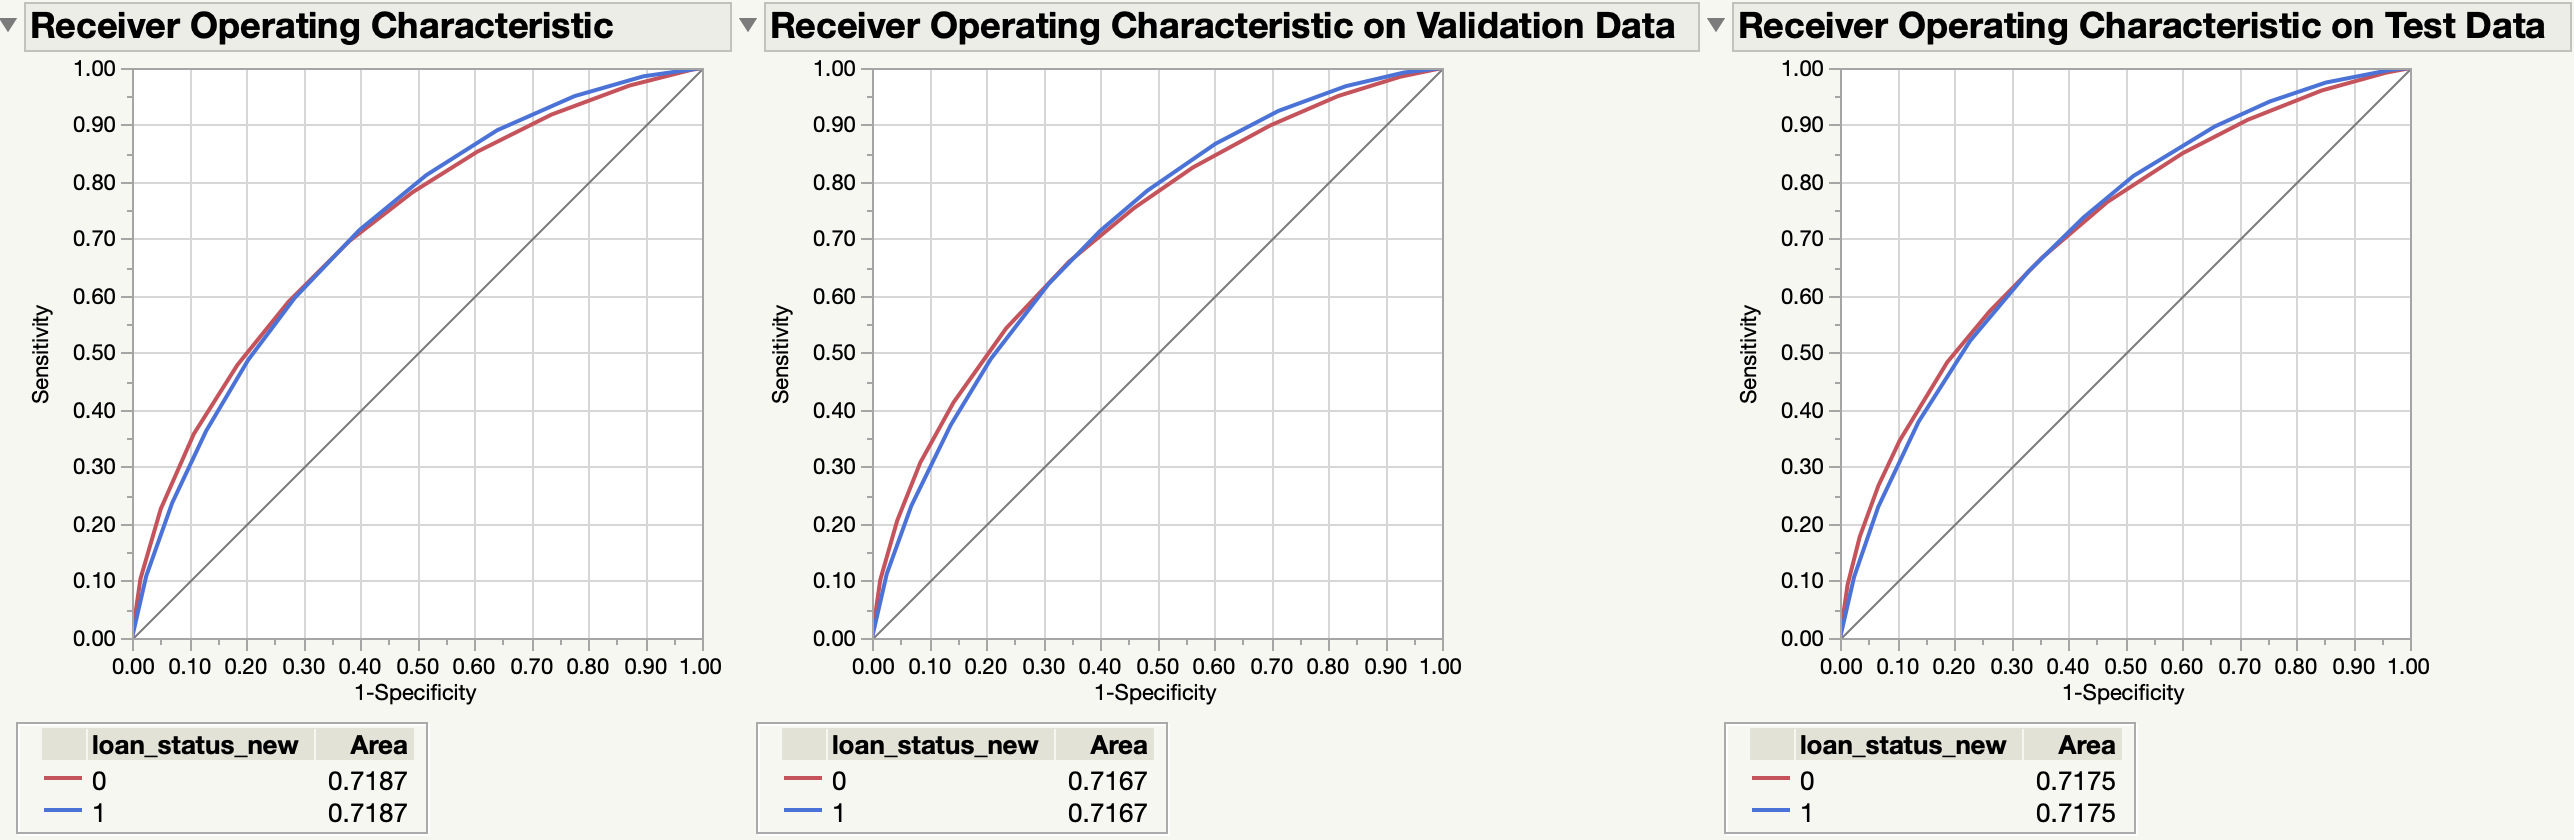 Receiver Operating Characteristic
1.00
0.90
0.80
0.70
0.60
0.50
0.40
0.30
0.20
0.10
0.00
Sensitivity
0.00 0.10 0.20 0.30 0.40 0.50 0.60 0.70 0.80 0.90 1.00
1-Specificity
loan_status_new Area
0 0.7187
1 0.7187
Receiver Operating Characteristic on Validation Data
1.00
0.90
0.80
0.70
0.60
0.50
0.40
0.30
0.20
0.10
0.00
Sensitivity
0.00 0.10 0.20 0.30 0.40 0.50 0.60 0.70 0.80 0.90 1.00
1-Specificity
loan_status_new Area
0 0.7167
1 0.7167
Receiver Operating Characteristic on Test Data
1.00
0.90
0.80
0.70
0.60
0.50
0.40
0.30
0.20
0.10
0.00
Sensitivity
0.00 0.10 0.20 0.30 0.40 0.50 0.60 0.70 0.80 0.90 1.00
1-Specificity
loan_status_new Area
0 0.7175
1 0.7175